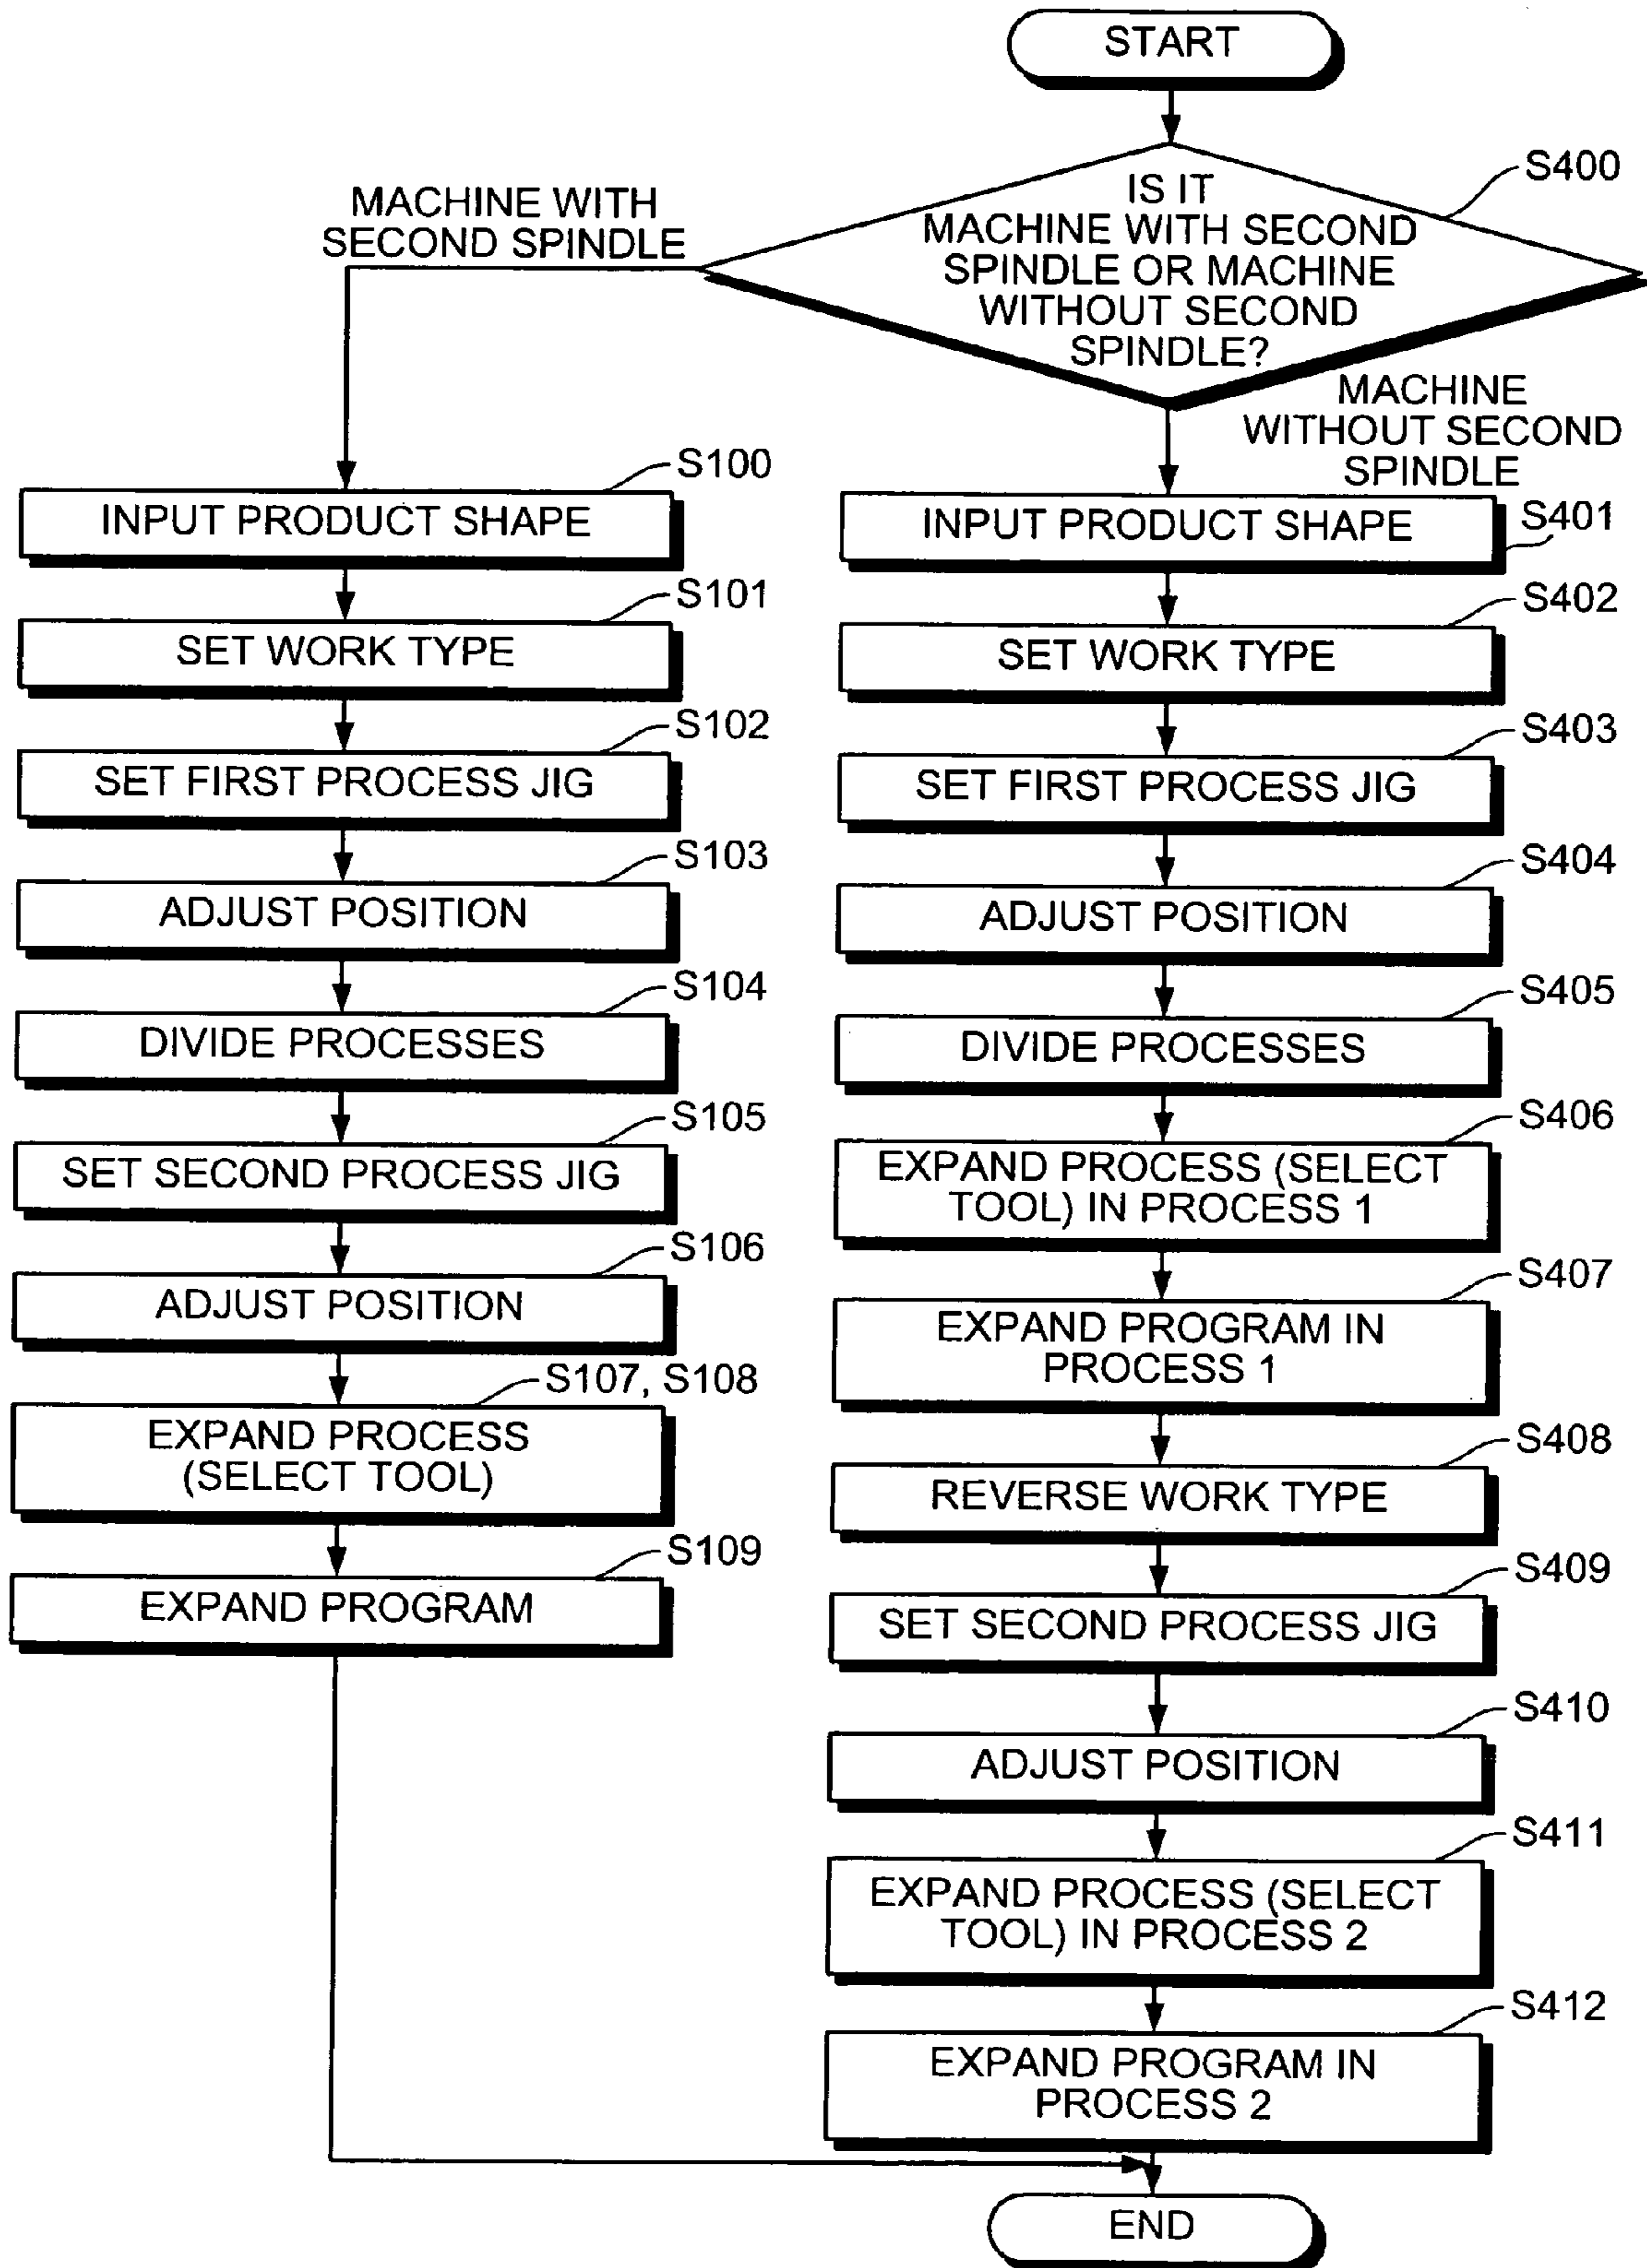 START
S400
IS IT
MACHINE WITH SECOND
SPINDLE OR MACHINE
WITHOUT SECOND
SPINDLE?
MACHINE WITH
SECOND SPINDLE
S100
INPUT PRODUCT SHAPE
S101
SET WORK TYPE
S102
SET FIRST PROCESS JIG
S103
ADJUST POSITION
S104
DIVIDE PROCESSES
S105
SET SECOND PROCESS JIG
S106
ADJUST POSITION
S107, S108
EXPAND PROCESS
(SELECT TOOL)
S109
EXPAND PROGRAM
MACHINE
WITHOUT SECOND
SPINDLE
S401
INPUT PRODUCT SHAPE
S402
SET WORK TYPE
S403
SET FIRST PROCESS JIG
S404
ADJUST POSITION
S405
DIVIDE PROCESSES
S406
EXPAND PROCESS (SELECT
TOOL) IN PROCESS 1
S407
EXPAND PROGRAM IN
PROCESS 1
S408
REVERSE WORK TYPE
S409
SET SECOND PROCESS JIG
S410
ADJUST POSITION
S411
EXPAND PROCESS (SELECT
TOOL) IN PROCESS 2
S412
EXPAND PROGRAM IN
PROCESS 2
END